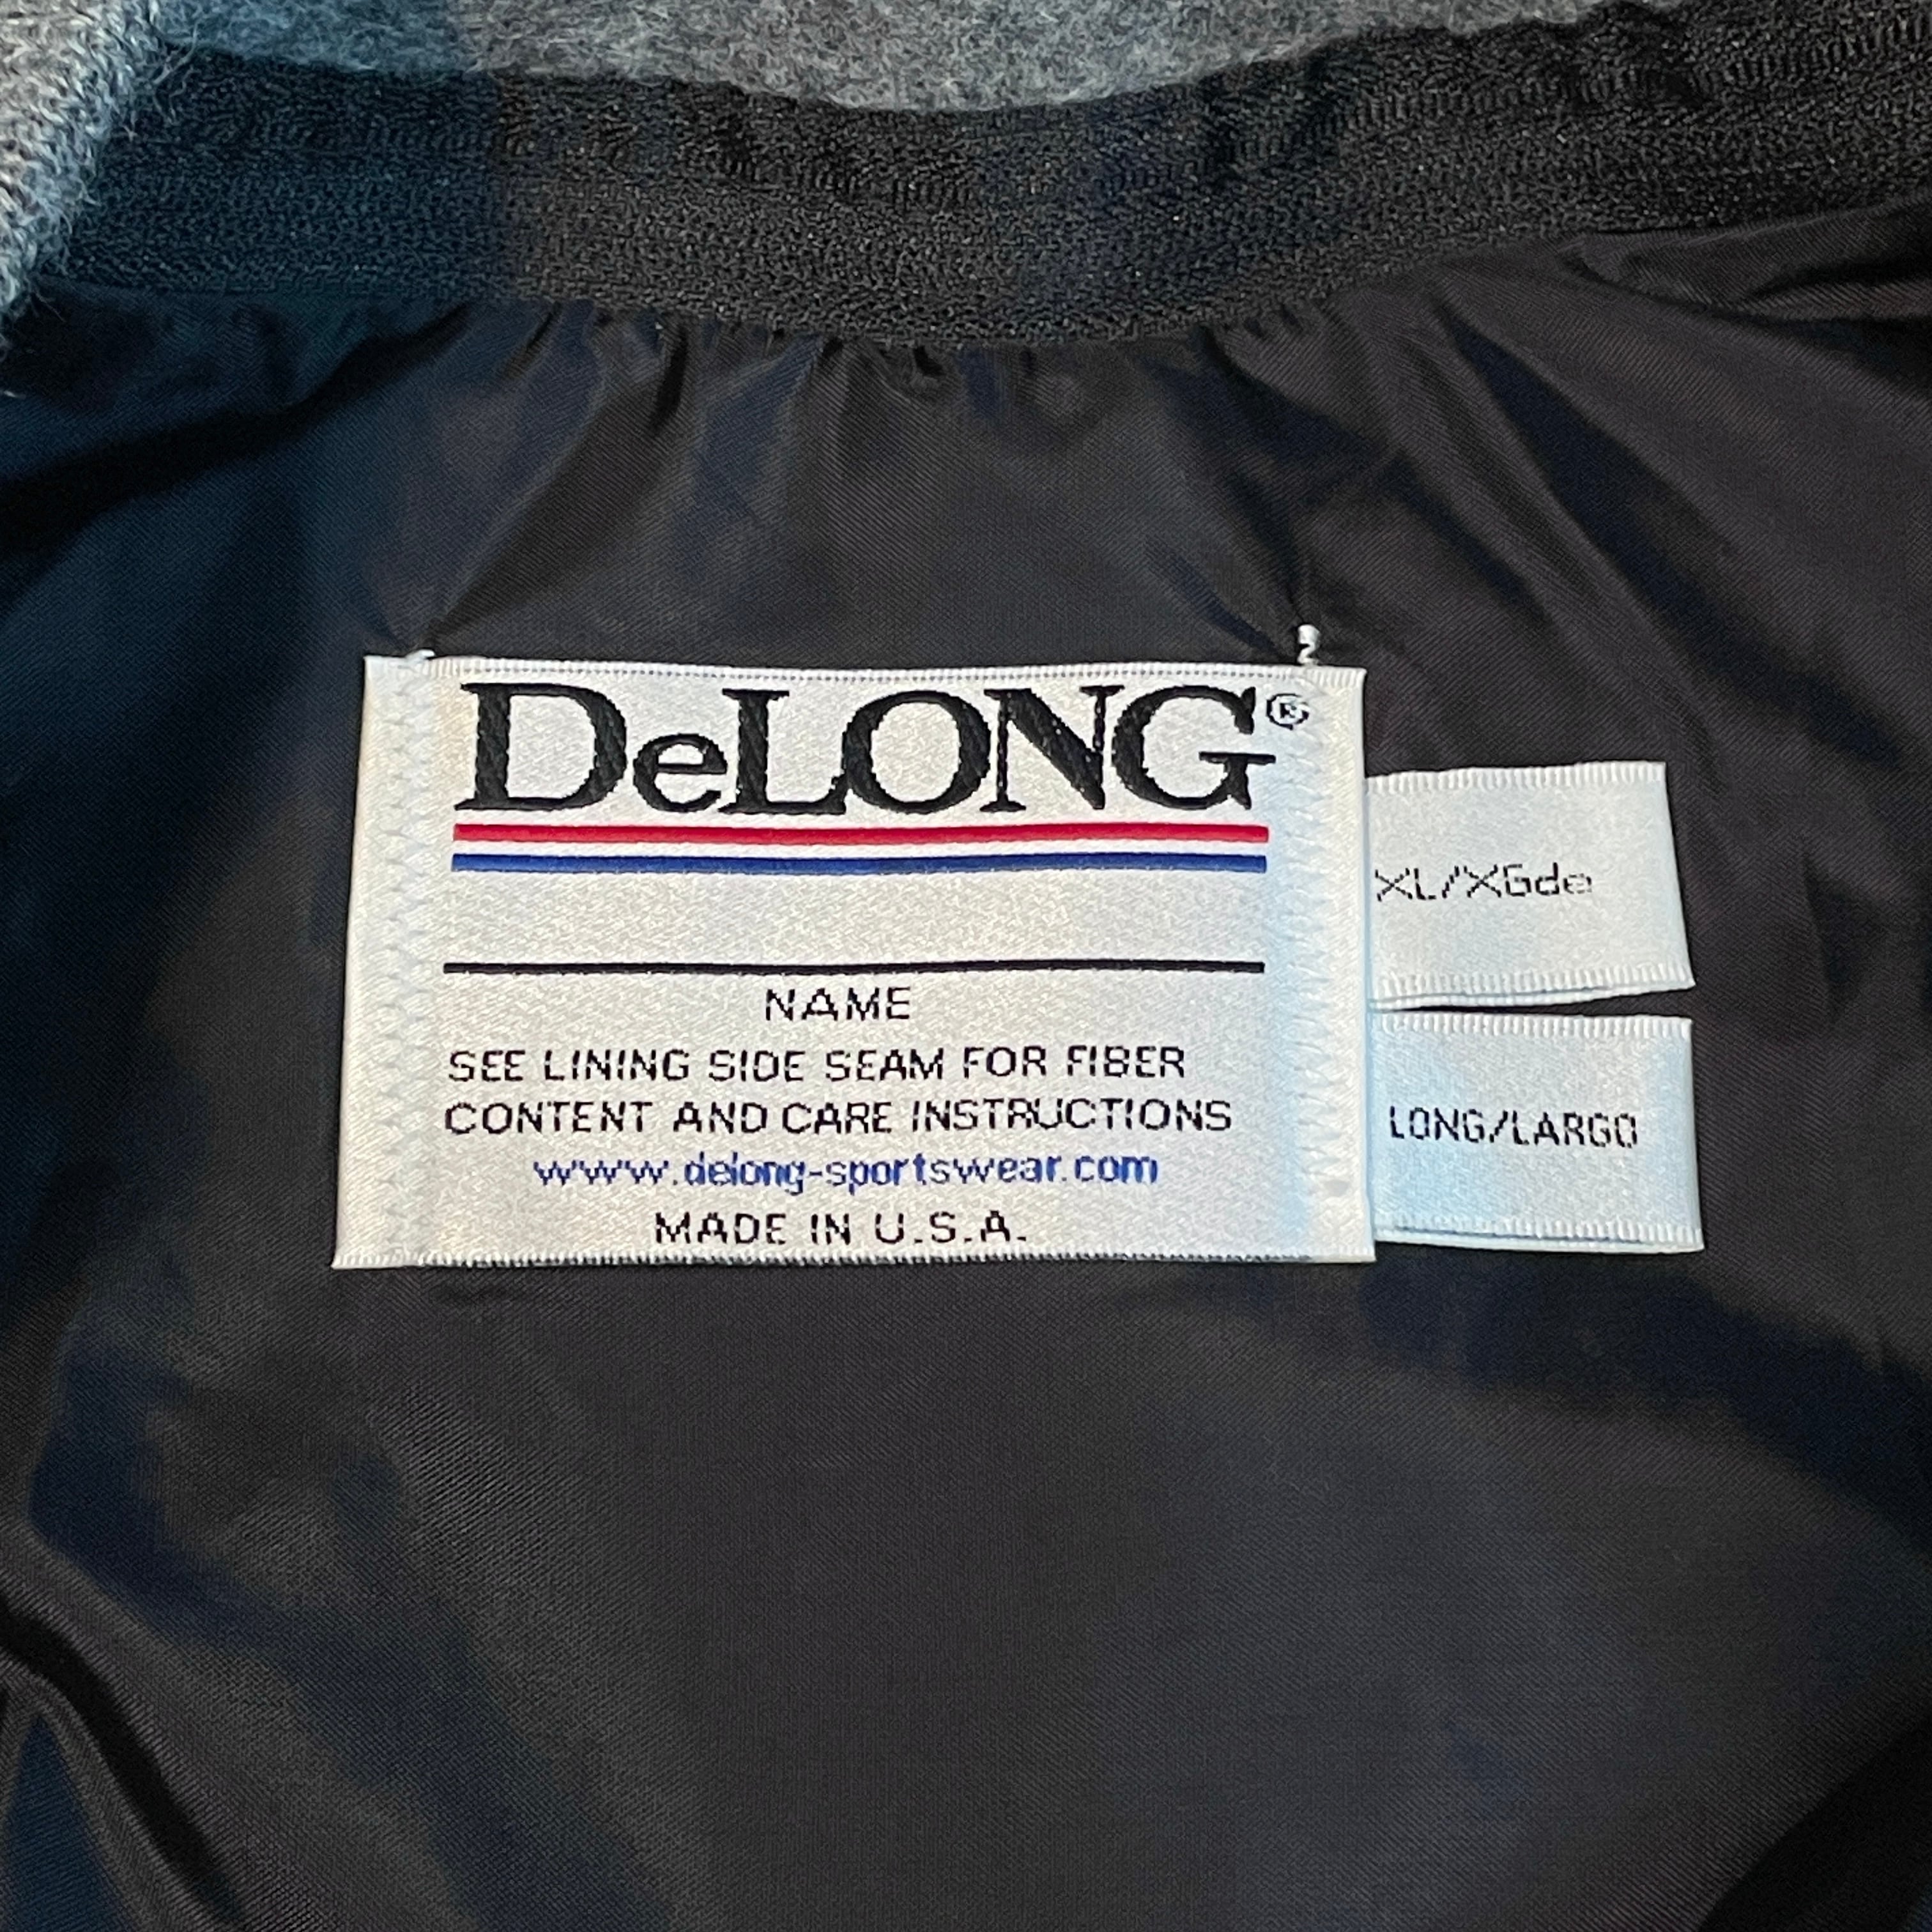 DeLONG®
NAME
SEE LINING SIDE SEAM FOR FIBER
CONTENT AND CARE INSTRUCTIONS
www.delong-sportswear.com
MADE IN U.S.A.
XL/XGde
LONG/LARGO